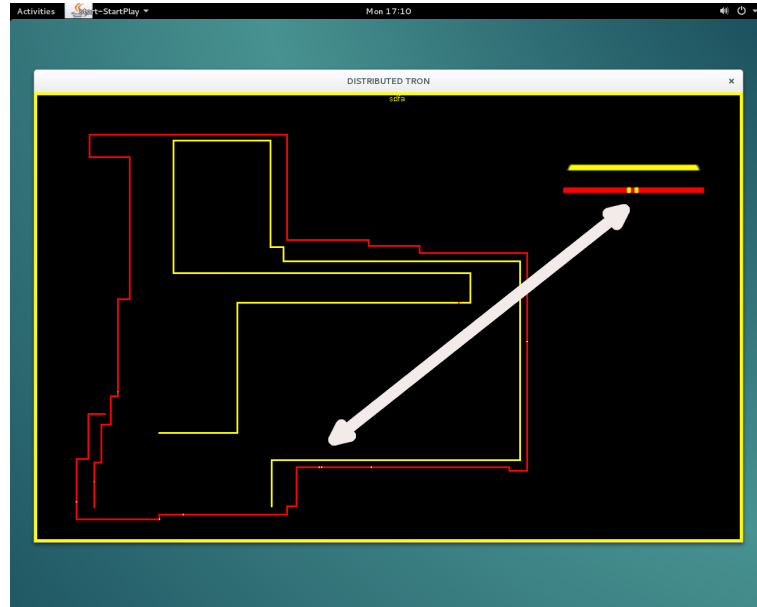 Activities
Start-StartPlay
Mon 17:10
DISTRIBUTED TRON
sdfa